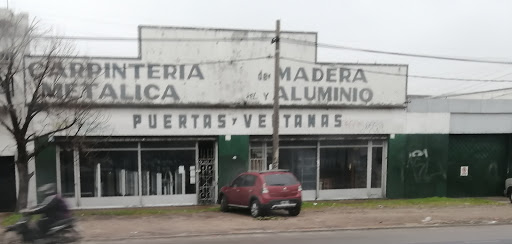 CARPINTERIA de MADERA
METALICA Y ALUMINIO
PUERTAS Y VENTANAS